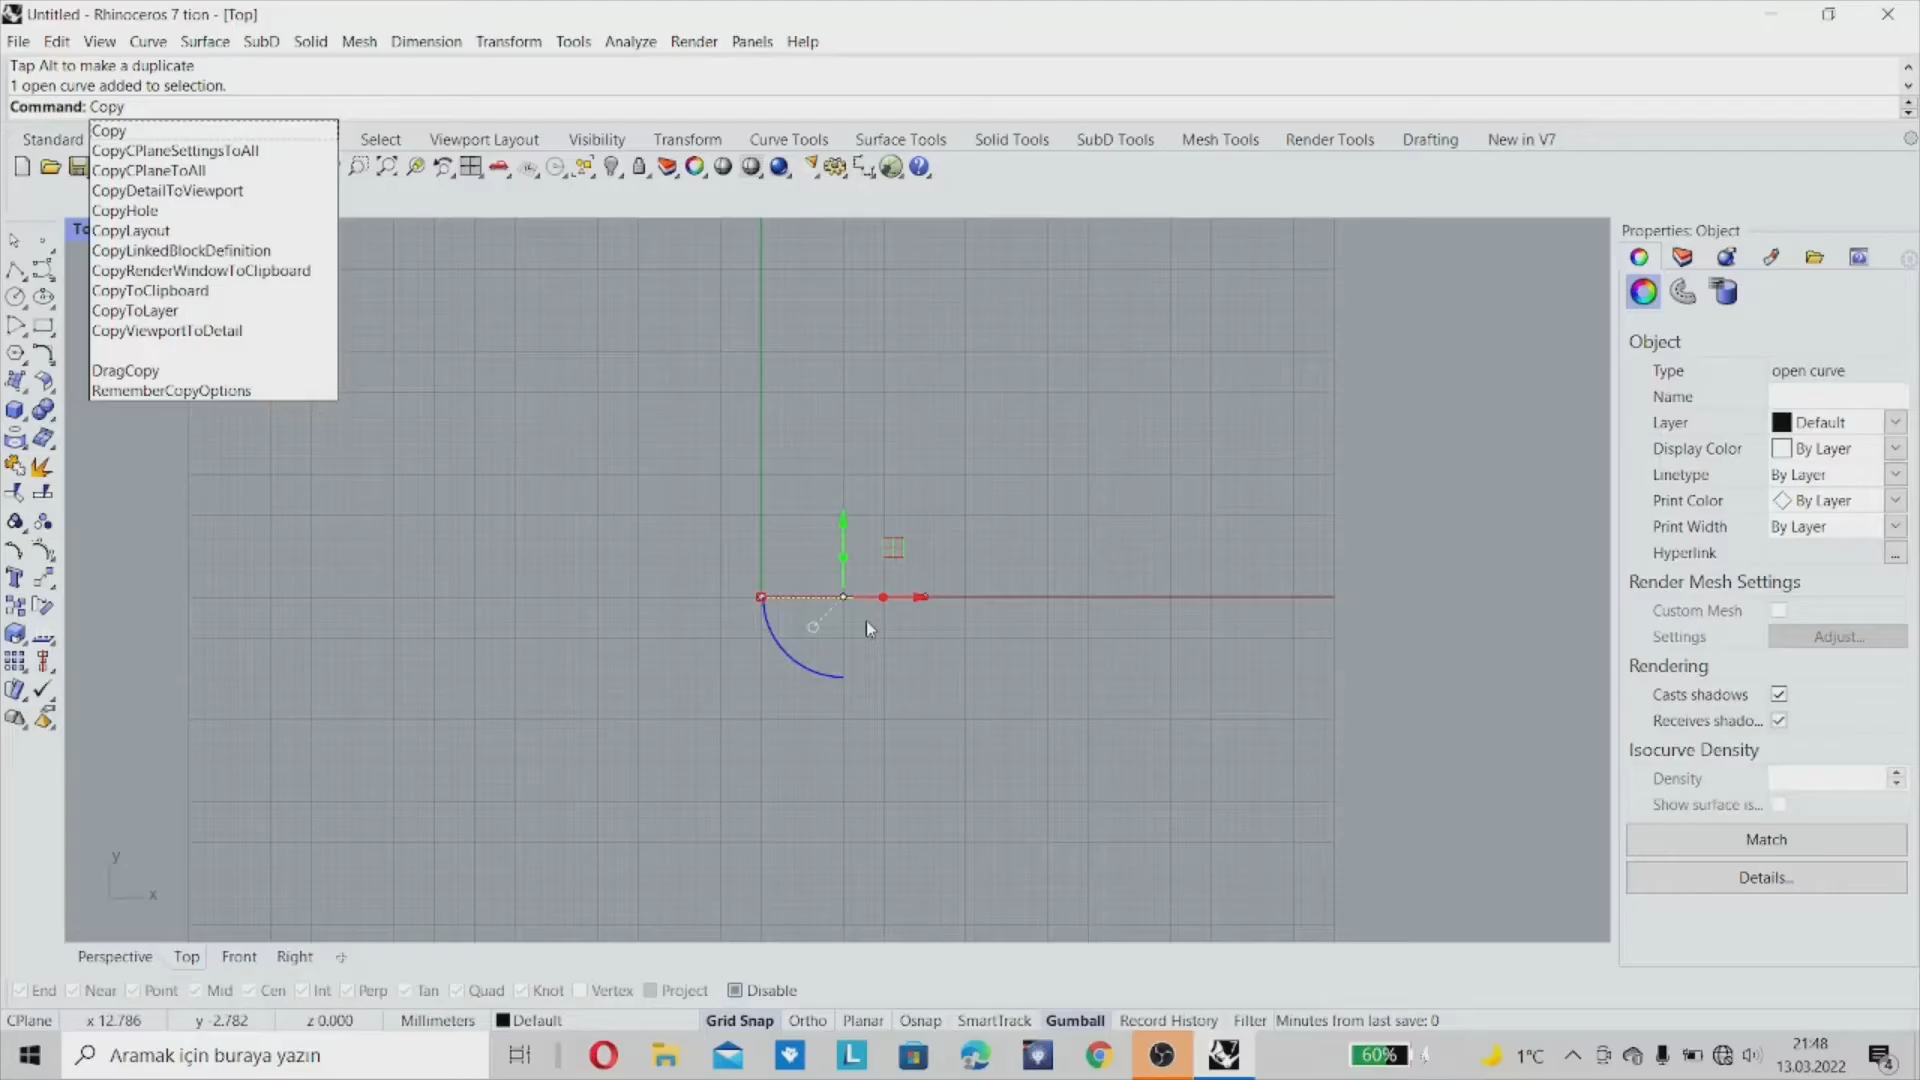 Untitled - Rhinoceros 7 tion - [Top]
File Edit View Curve Surface SubD Solid Mesh Dimension Transform Tools Analyze Render Panels Help
Tap Alt to make a duplicate
1 open curve added to selection.
Command: Copy
Copy
CopyCPlaneSettingsToAll
CopyCPlaneToAll
CopyDetailToViewport
CopyHole
CopyLayout
CopyLinkedBlockDefinition
CopyRenderWindowToClipboard
CopyToClipboard
CopyToLayer
CopyViewportToDetail
DragCopy
RememberCopyOptions
Standard Select Viewport Layout Visibility Transform Curve Tools Surface Tools Solid Tools SubD Tools Mesh Tools Render Tools Drafting New in V7
Properties: Object
Object
Type open curve
Name
Layer Default
Display Color By Layer
Linetype By Layer
Print Color By Layer
Print Width By Layer
Hyperlink ...
Render Mesh Settings
Custom Mesh
Settings Adjust...
Rendering
Casts shadows
Receives shado...
Isocurve Density
Density
Show surface is...
Match
Details...
y
x
Perspective Top Front Right
End Near Point Mid Cen Int Perp Tan Quad Knot Vertex Project Disable
CPlane x 12.786 y -2.782 z 0.000 Millimeters Default Grid Snap Ortho Planar Osnap SmartTrack Gumball Record History Filter Minutes from last save: 0
Aramak için buraya yazın
L
60%
1°C
21:48
13.03.2022
4